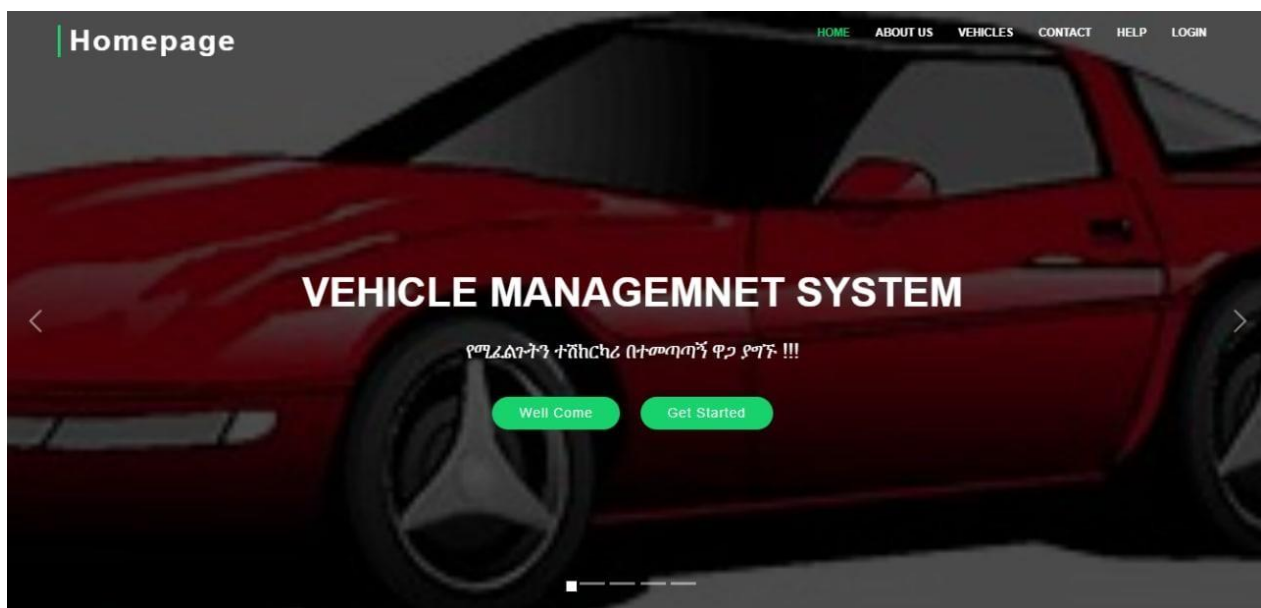 Homepage
HOME ABOUT US VEHICLES CONTACT HELP LOGIN
VEHICLE MANAGEMNET SYSTEM
የሚፈልጉትን ተሽከርካሪ በተመጣጣኝ ዋጋ ያግኙ !!!
Well Come Get Started